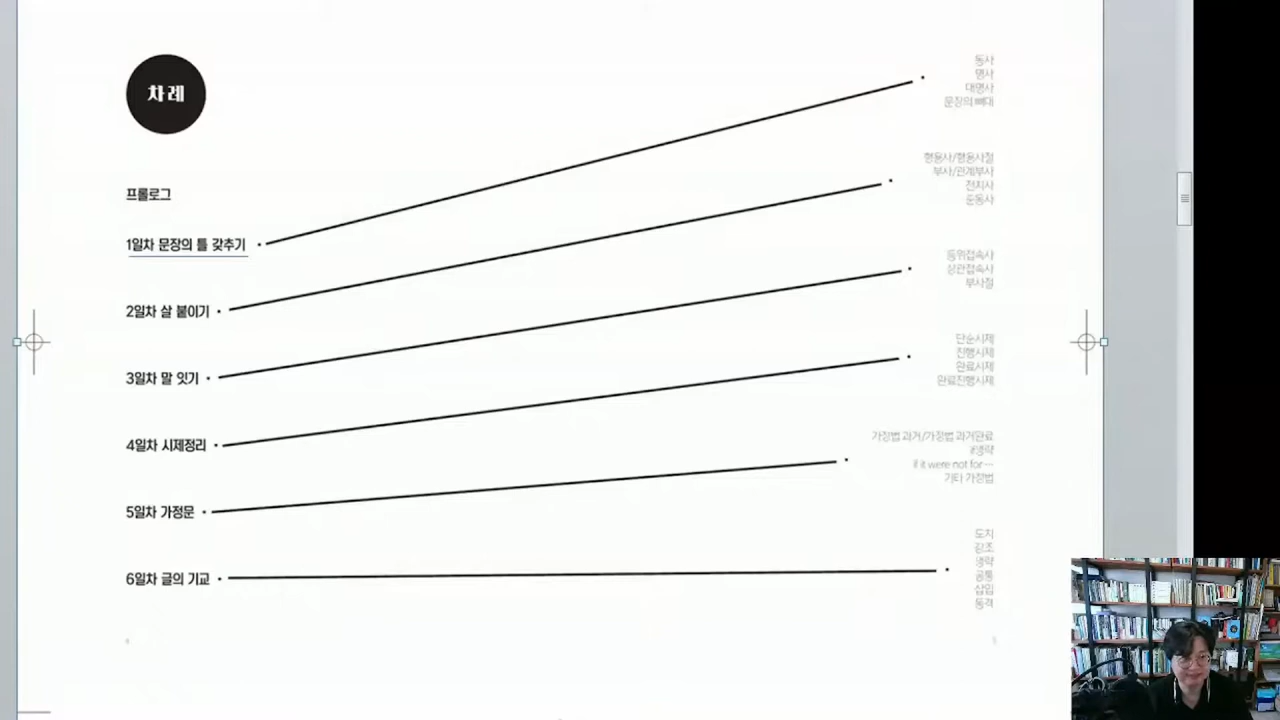 차례
프롤로그
1일차 문장의 틀 갖추기
동사
명사
대명사
문장의 뼈대
2일차 살 붙이기
형용사/형용사절
부사/관계부사
전치사
준동사
3일차 말 잇기
등위접속사
상관접속사
부사절
4일차 시제정리
단순시제
진행시제
완료시제
완료진행시제
5일차 가정문
가정법 과거/가정법 과거완료
if생략
if it were not for ~
기타 가정법
6일차 글의 기교
도치
강조
생략
공통
삽입
동격
4
5